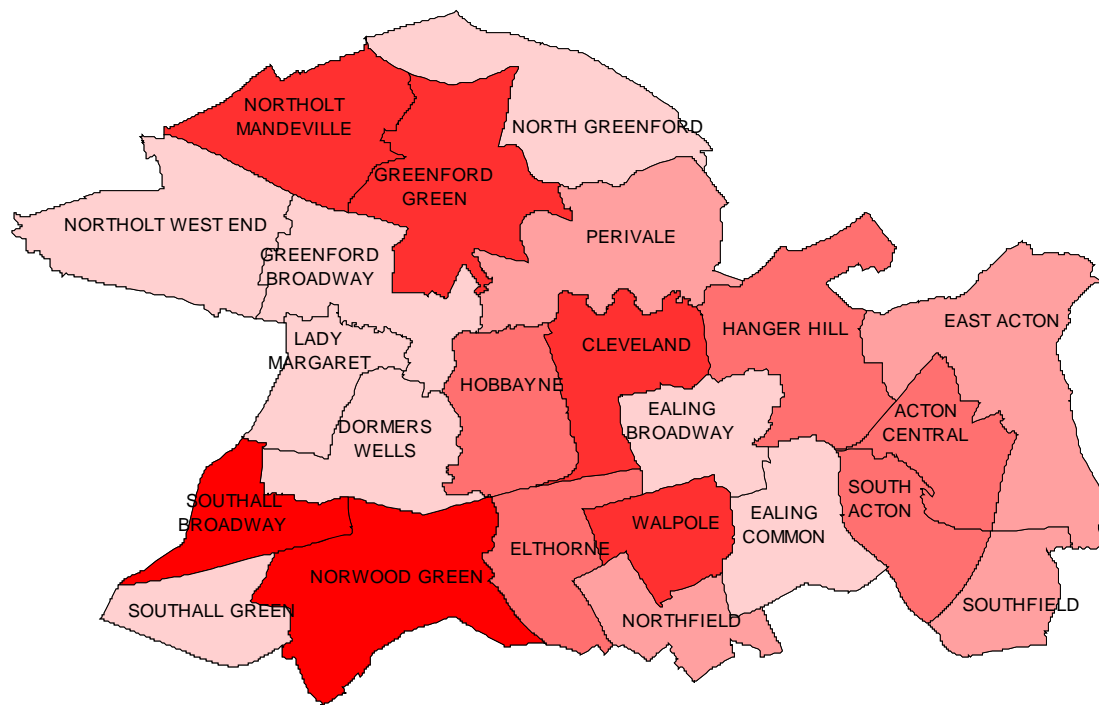 NORTHOLT
MANDEVILLE
NORTH GREENFORD
GREENFORD
GREEN
NORTHOLT WEST END
PERIVALE
GREENFORD
BROADWAY
EAST ACTON
HANGER HILL
LADY
MARGARET
CLEVELAND
HOBBAYNE
EALING
BROADWAY
ACTON
CENTRAL
DORMERS
WELLS
SOUTH
ACTON
SOUTHALL
BROADWAY
WALPOLE
EALING
COMMON
ELTHORNE
NORWOOD GREEN
SOUTHALL GREEN
NORTHFIELD
SOUTHFIELD